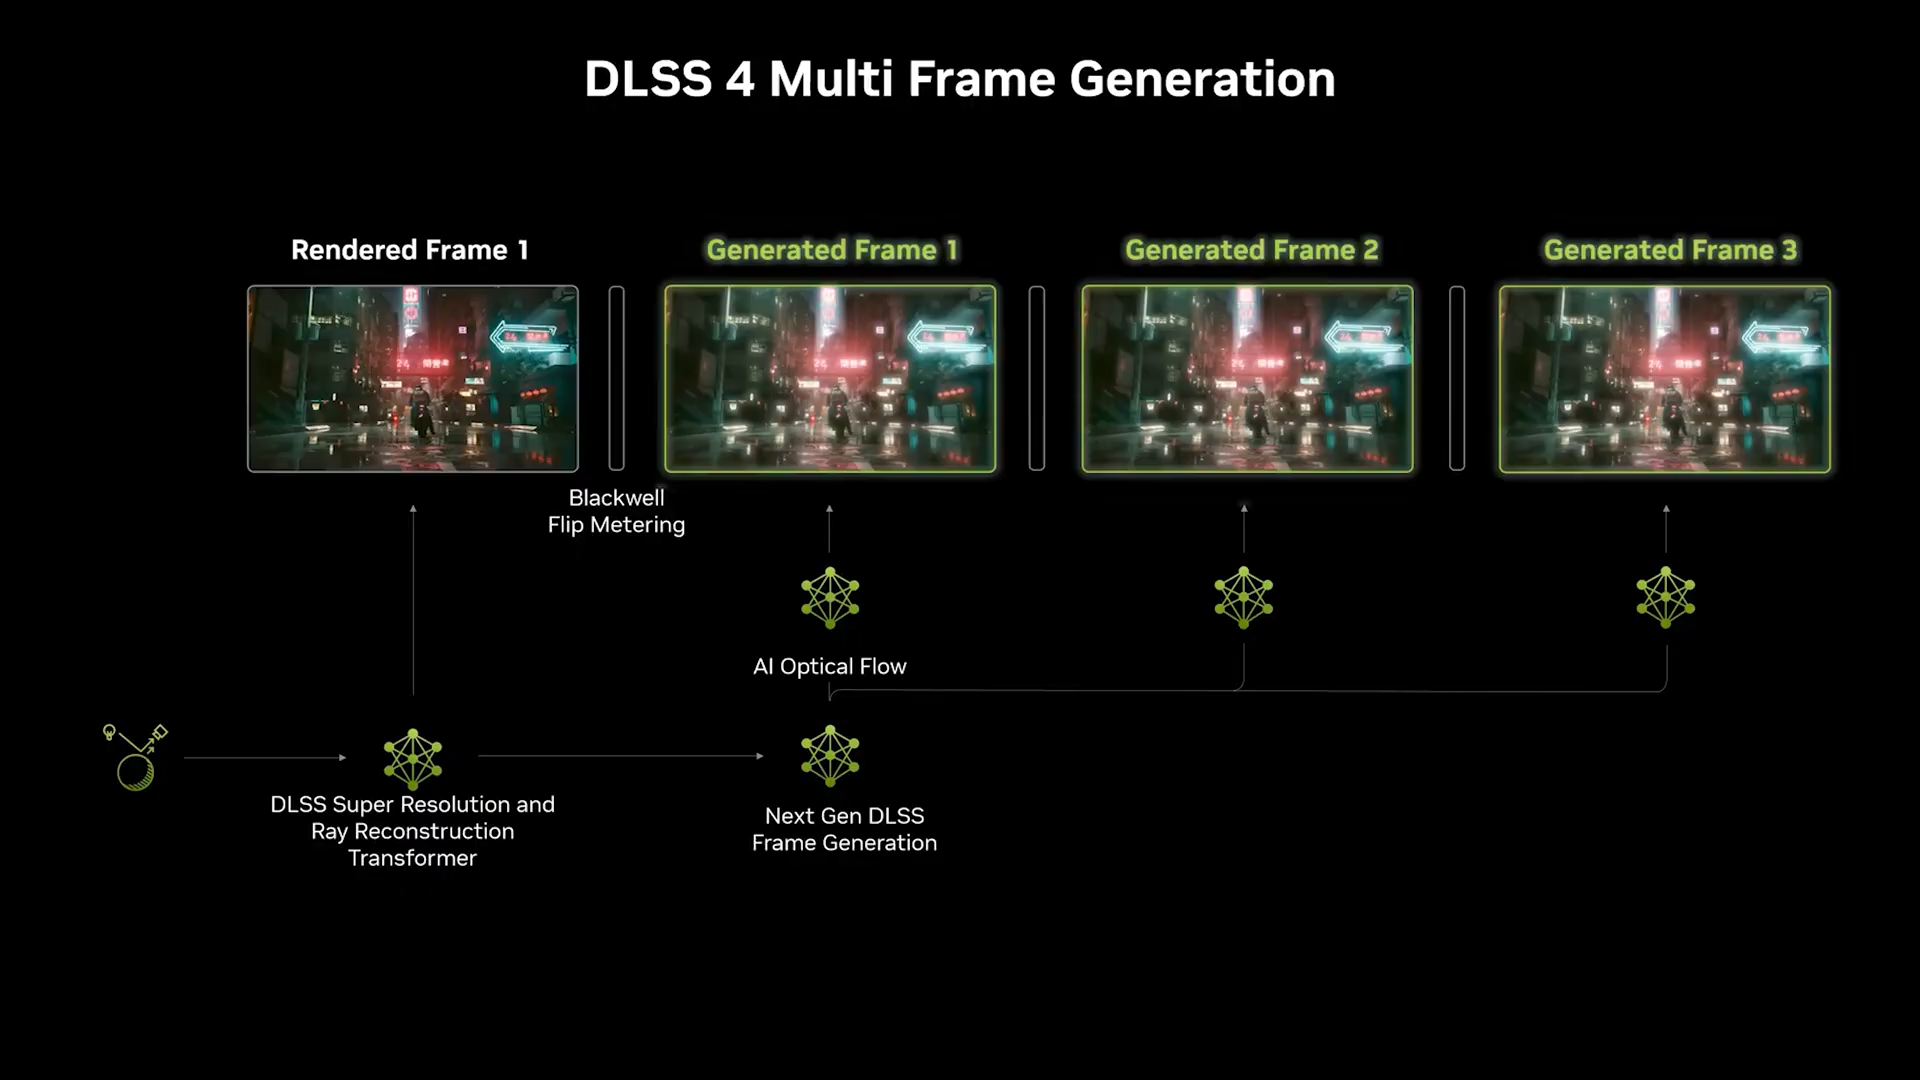 DLSS 4 Multi Frame Generation
Rendered Frame 1
Generated Frame 1
Generated Frame 2
Generated Frame 3
Blackwell
Flip Metering
AI Optical Flow
DLSS Super Resolution and
Ray Reconstruction
Transformer
Next Gen DLSS
Frame Generation